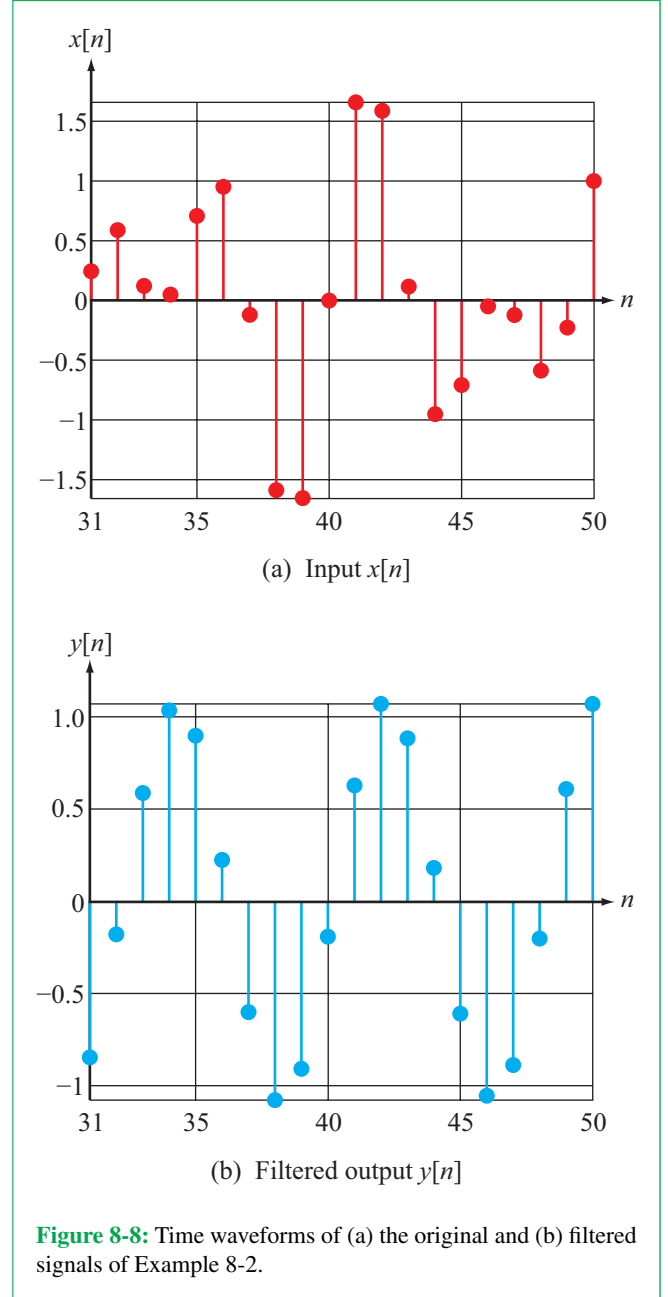 x[n]
1.5
1
0.5
0
n
−0.5
−1
−1.5
31 35 40 45 50
(a) Input x[n]
y[n]
1.0
0.5
0
n
−0.5
−1
31 35 40 45 50
(b) Filtered output y[n]
Figure 8-8: Time waveforms of (a) the original and (b) filtered
signals of Example 8-2.